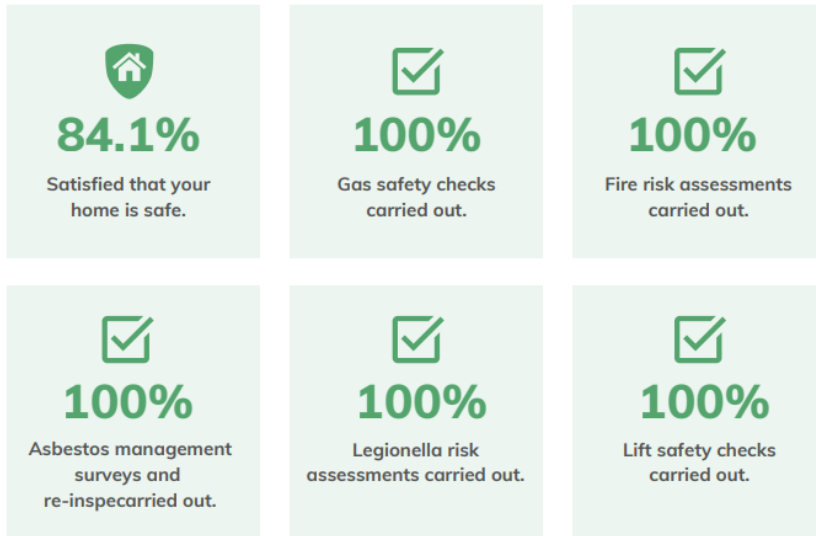 84.1%
Satisfied that your
home is safe.
100%
Gas safety checks
carried out.
100%
Fire risk assessments
carried out.
100%
Asbestos management
surveys and
re-inspecarried out.
100%
Legionella risk
assessments carried out.
100%
Lift safety checks
carried out.